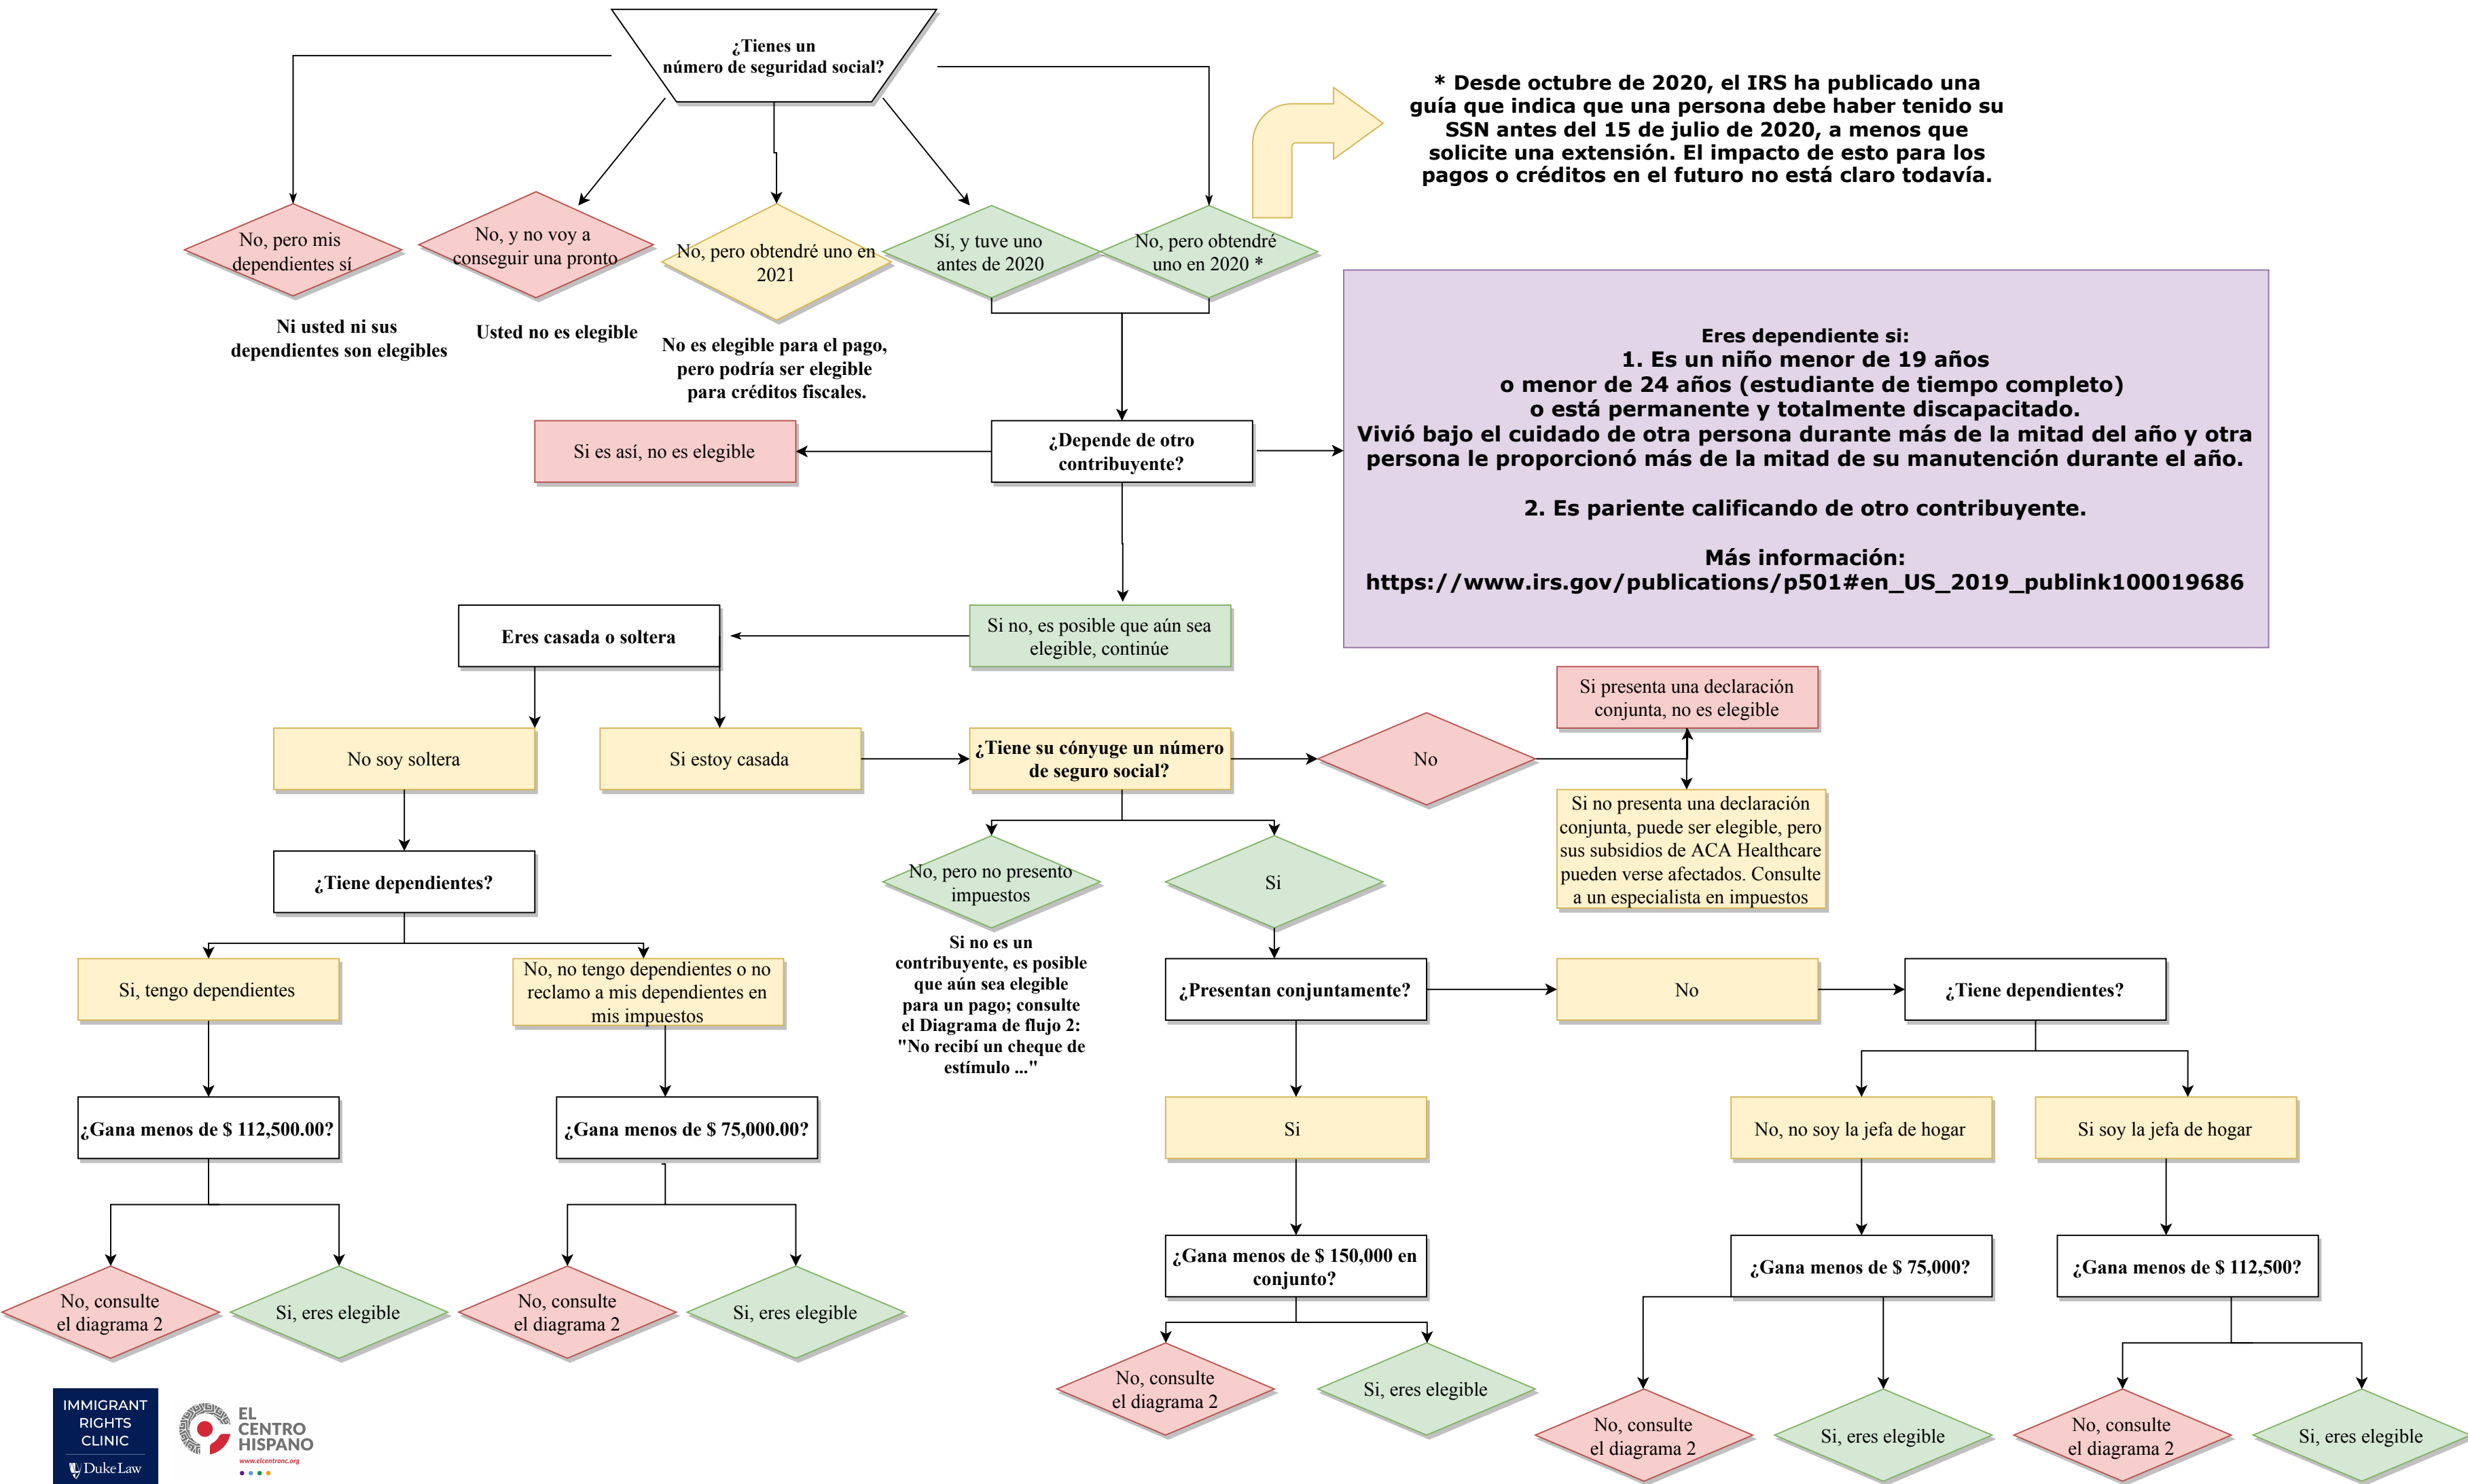 ¿Tienes un
número de seguridad social?
* Desde octubre de 2020, el IRS ha publicado una
guía que indica que una persona debe haber tenido su
SSN antes del 15 de julio de 2020, a menos que
solicite una extensión. El impacto de esto para los
pagos o créditos en el futuro no está claro todavía.
No, pero mis
dependientes sí
No, y no voy a
conseguir una pronto
No, pero obtendré uno en
2021
Sí, y tuve uno
antes de 2020
No, pero obtendré
uno en 2020 *
Ni usted ni sus
dependientes son elegibles
Usted no es elegible
No es elegible para el pago,
pero podría ser elegible
para créditos fiscales.
Eres dependiente si:
1. Es un niño menor de 19 años
o menor de 24 años (estudiante de tiempo completo)
o está permanente y totalmente discapacitado.
Vivió bajo el cuidado de otra persona durante más de la mitad del año y otra
persona le proporcionó más de la mitad de su manutención durante el año.
2. Es pariente calificando de otro contribuyente.
Más información:
https://www.irs.gov/publications/p501#en_US_2019_publink100019686
Si es así, no es elegible
¿Depende de otro
contribuyente?
Eres casada o soltera
Si no, es posible que aún sea
elegible, continúe
No soy soltera
Si estoy casada
¿Tiene su cónyuge un número
de seguro social?
No
Si presenta una declaración
conjunta, no es elegible
Si no presenta una declaración
conjunta, puede ser elegible, pero
sus subsidios de ACA Healthcare
pueden verse afectados. Consulte
a un especialista en impuestos
¿Tiene dependientes?
No, pero no presento
impuestos
Si
Si no es un
contribuyente, es posible
que aún sea elegible
para un pago; consulte
el Diagrama de flujo 2:
"No recibí un cheque de
estímulo ..."
Si, tengo dependientes
No, no tengo dependientes o no
reclamo a mis dependientes en
mis impuestos
¿Presentan conjuntamente?
No
¿Tiene dependientes?
¿Gana menos de $ 112,500.00?
¿Gana menos de $ 75,000.00?
Si
No, no soy la jefa de hogar
Si soy la jefa de hogar
¿Gana menos de $ 150,000 en
conjunto?
¿Gana menos de $ 75,000?
¿Gana menos de $ 112,500?
No, consulte
el diagrama 2
Si, eres elegible
No, consulte
el diagrama 2
Si, eres elegible
No, consulte
el diagrama 2
Si, eres elegible
No, consulte
el diagrama 2
Si, eres elegible
No, consulte
el diagrama 2
Si, eres elegible
IMMIGRANT
RIGHTS
CLINIC
Duke Law
EL
CENTRO
HISPANO
www.elcentronc.org